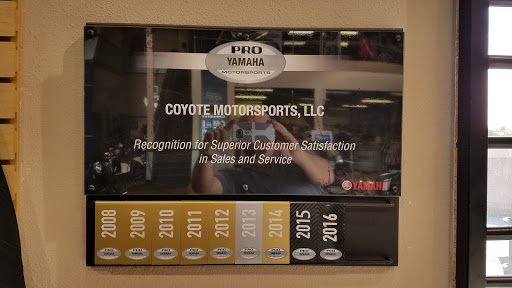 PRO
YAMAHA
MOTORSPORTS
COYOTE MOTORSPORTS, LLC
Recognition for Superior Customer Satisfaction
in Sales and Service
YAMAHA
2008
2009
2010
2011
2012
2013
2014
2015
2016